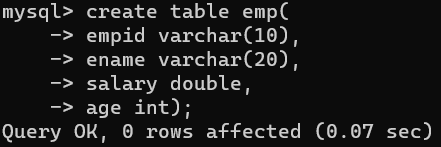 mysql> create table emp(
    -> empid varchar(10),
    -> ename varchar(20),
    -> salary double,
    -> age int);
Query OK, 0 rows affected (0.07 sec)